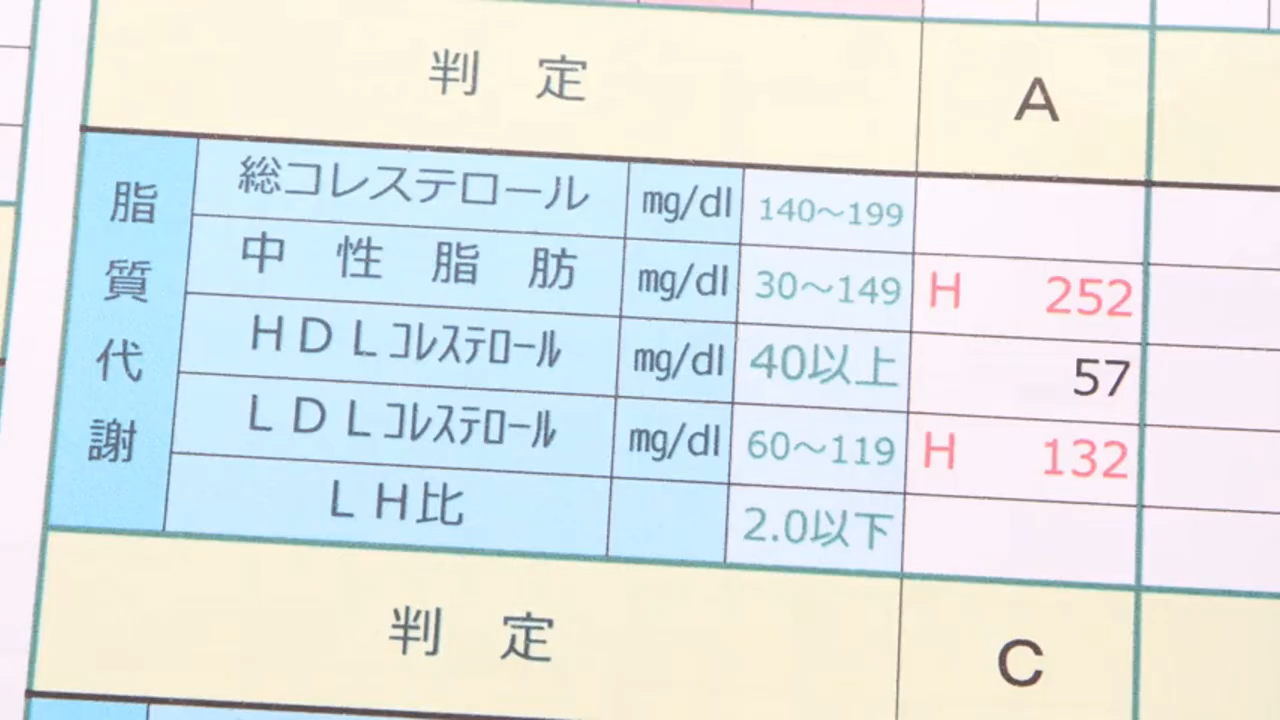 判 定 A
脂質代謝
総コレステロール mg/dl 140～199
中 性 脂 肪 mg/dl 30～149 H 252
ＨＤＬｺﾚｽﾃﾛｰﾙ mg/dl 40以上 57
ＬＤＬｺﾚｽﾃﾛｰﾙ mg/dl 60～119 H 132
ＬＨ比 2.0以下
判 定 C